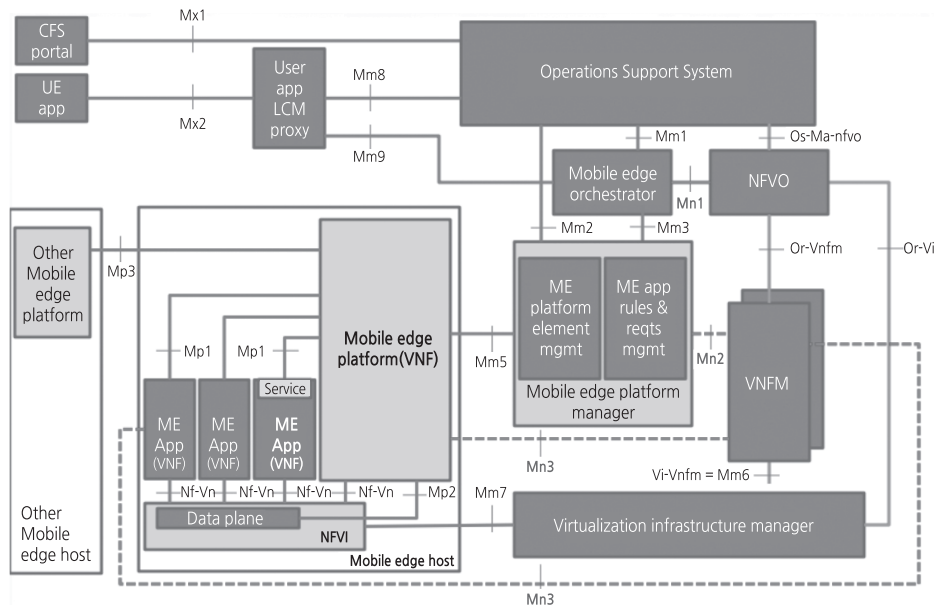 Mx1
CFS
portal
Operations Support System
User
app
LCM
proxy
Mm8
UE
app
Mx2
Mm9
Mm1
Os-Ma-nfvo
Mobile edge
orchestrator
Mn1
NFVO
Mm2
Mm3
Or-Vnfm
Or-Vi
Other
Mobile
edge
platform
Mp3
ME
platform
element
mgmt
ME app
rules &
reqts
mgmt
Mobile edge
platform(VNF)
Mp1
Mp1
Mm5
Mn2
Service
Mobile edge platform
manager
VNFM
ME
App
(VNF)
ME
App
(VNF)
ME
App
(VNF)
Mn3
Vi-Vnfm = Mm6
Nf-Vn
Nf-Vn
Nf-Vn
Nf-Vn
Mp2
Mm7
Data plane
NFVI
Virtualization infrastructure manager
Other
Mobile
edge host
Mobile edge host
Mn3